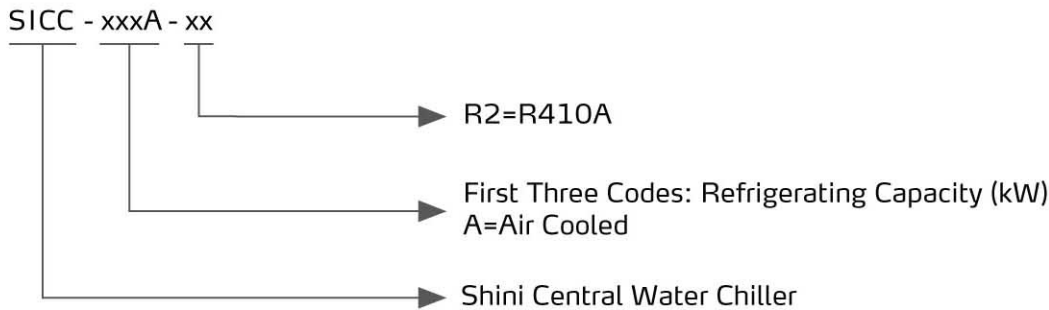 SICC - xxxA - xx
R2=R410A
First Three Codes: Refrigerating Capacity (kW)
A=Air Cooled
Shini Central Water Chiller